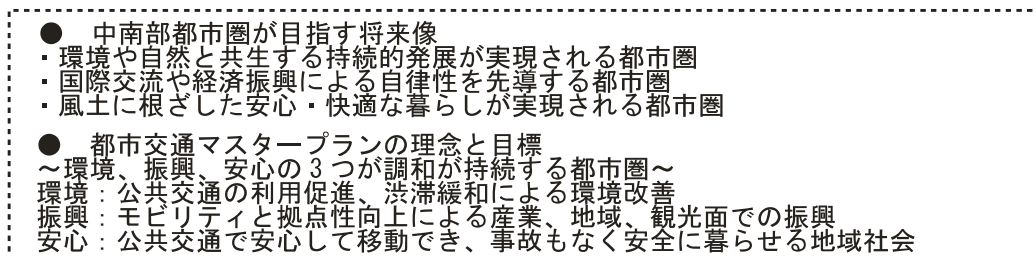 ● 中南部都市圏が目指す将来像
・環境や自然と共生する持続的発展が実現される都市圏
・国際交流や経済振興による自律性を先導する都市圏
・風土に根ざした安心・快適な暮らしが実現される都市圏
● 都市交通マスタープランの理念と目標
～環境、振興、安心の3つが調和が持続する都市圏～
環境：公共交通の利用促進、渋滞緩和による環境改善
振興：モビリティと拠点性向上による産業、地域、観光面での振興
安心：公共交通で安心して移動でき、事故もなく安全に暮らせる地域社会